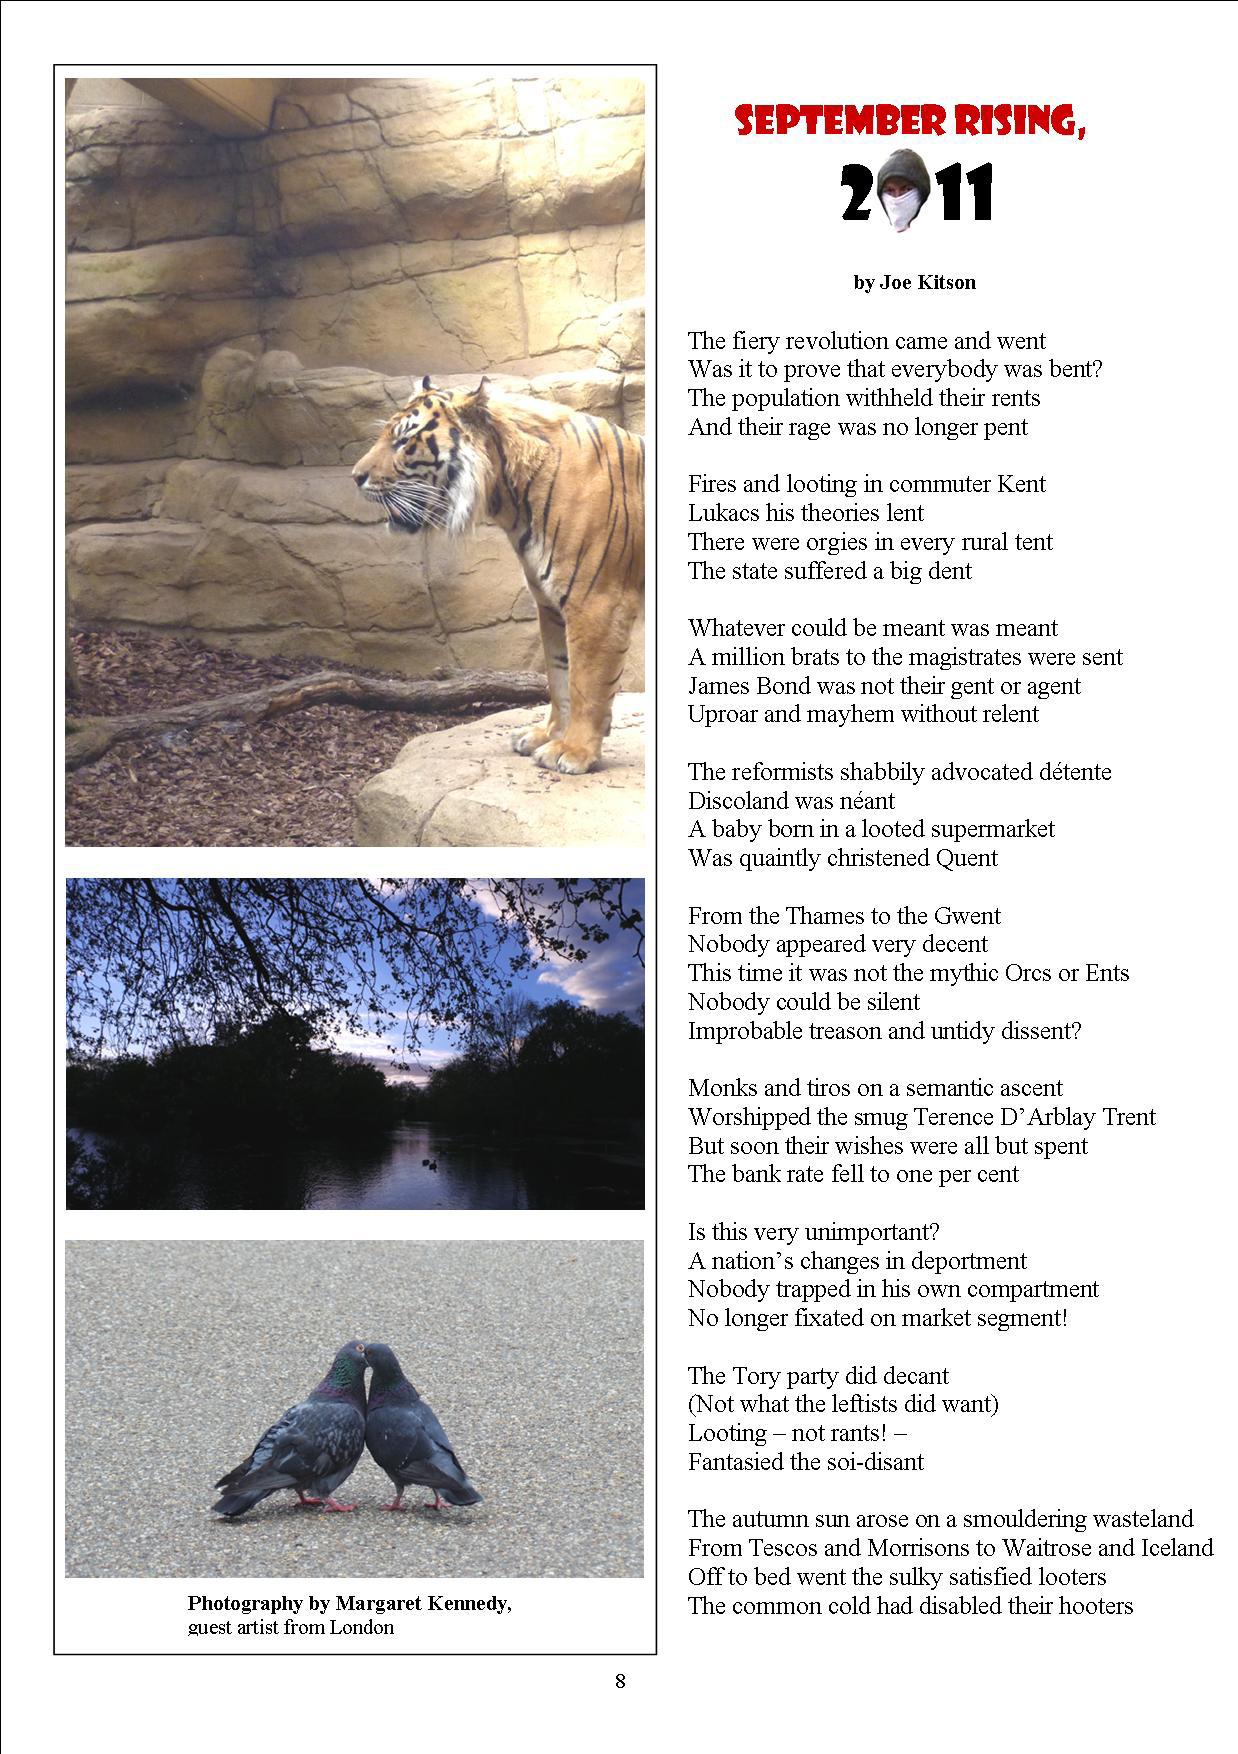 SEPTEMBER RISING,
2011
by Joe Kitson
The fiery revolution came and went
Was it to prove that everybody was bent?
The population withheld their rents
And their rage was no longer pent
Fires and looting in commuter Kent
Lukacs his theories lent
There were orgies in every rural tent
The state suffered a big dent
Whatever could be meant was meant
A million brats to the magistrates were sent
James Bond was not their gent or agent
Uproar and mayhem without relent
The reformists shabbily advocated détente
Discoland was néant
A baby born in a looted supermarket
Was quaintly christened Quent
From the Thames to the Gwent
Nobody appeared very decent
This time it was not the mythic Orcs or Ents
Nobody could be silent
Improbable treason and untidy dissent?
Monks and tiros on a semantic ascent
Worshipped the smug Terence D’Arblay Trent
But soon their wishes were all but spent
The bank rate fell to one per cent
Is this very unimportant?
A nation’s changes in deportment
Nobody trapped in his own compartment
No longer fixated on market segment!
The Tory party did decant
(Not what the leftists did want)
Looting – not rants! –
Fantasied the soi-disant
The autumn sun arose on a smouldering wasteland
From Tescos and Morrisons to Waitrose and Iceland
Off to bed went the sulky satisfied looters
The common cold had disabled their hooters
Photography by Margaret Kennedy,
guest artist from London
8